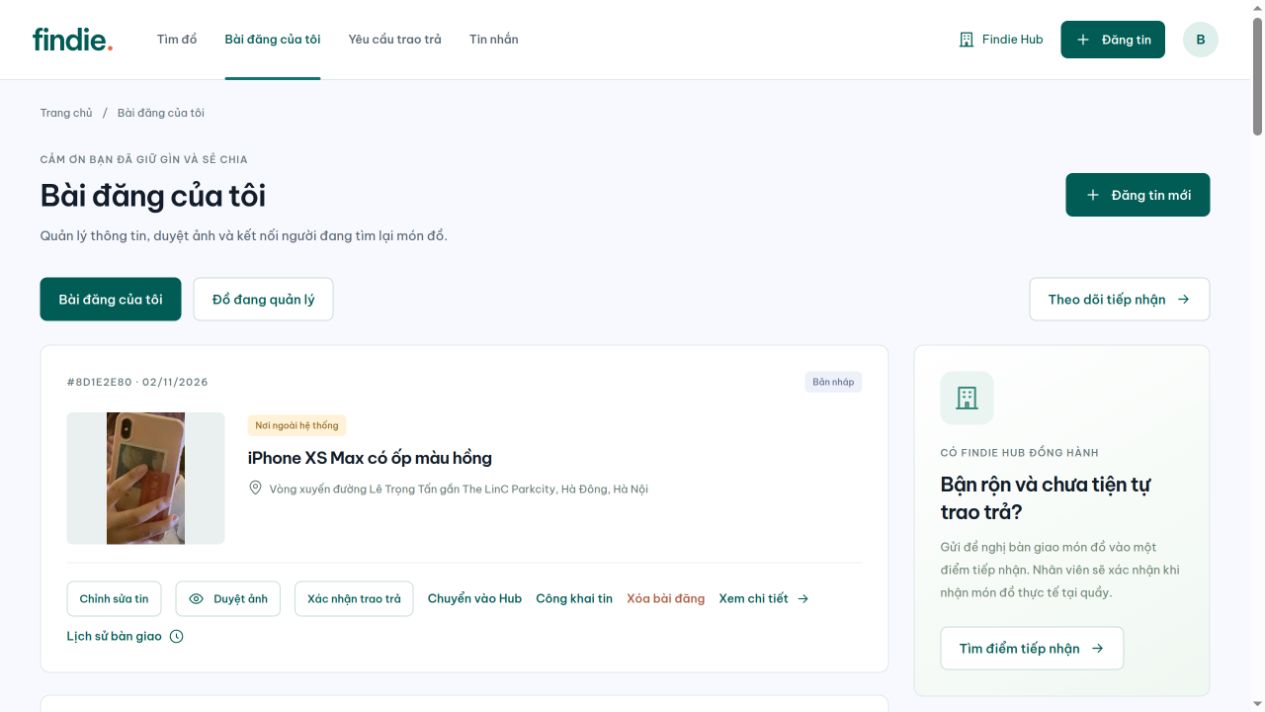 findie.
Tìm đồ
Bài đăng của tôi
Yêu cầu trao trả
Tin nhắn
Findie Hub
+ Đăng tin
B
Trang chủ / Bài đăng của tôi
CẢM ƠN BẠN ĐÃ GIỮ GÌN VÀ SẺ CHIA
Bài đăng của tôi
Quản lý thông tin, duyệt ảnh và kết nối người đang tìm lại món đồ.
+ Đăng tin mới
Bài đăng của tôi
Đồ đang quản lý
Theo dõi tiếp nhận →
#8D1E2E80 · 02/11/2026
Bản nháp
Nơi ngoài hệ thống
iPhone XS Max có ốp màu hồng
Vòng xuyến đường Lê Trọng Tấn gần The LinC Parkcity, Hà Đông, Hà Nội
Chỉnh sửa tin
Duyệt ảnh
Xác nhận trao trả
Chuyển vào Hub
Công khai tin
Xóa bài đăng
Xem chi tiết →
Lịch sử bàn giao
CÓ FINDIE HUB ĐỒNG HÀNH
Bận rộn và chưa tiện tự
trao trả?
Gửi đề nghị bàn giao món đồ vào một
điểm tiếp nhận. Nhân viên sẽ xác nhận khi
nhận món đồ thực tế tại quầy.
Tìm điểm tiếp nhận →